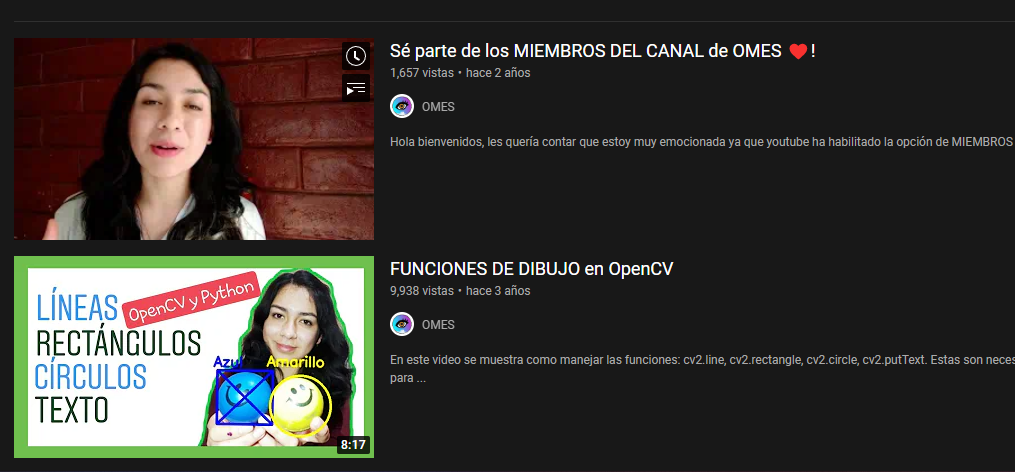 Sé parte de los MIEMBROS DEL CANAL de OMES ❤️!
1,657 vistas • hace 2 años
OMES
Hola bienvenidos, les quería contar que estoy muy emocionada ya que youtube ha habilitado la opción de MIEMBROS
LÍNEAS
OpenCV y Python
RECTÁNGULOS
CÍRCULOS
TEXTO
Azul
Amarillo
8:17
FUNCIONES DE DIBUJO en OpenCV
9,938 vistas • hace 3 años
OMES
En este video se muestra como manejar las funciones: cv2.line, cv2.rectangle, cv2.circle, cv2.putText. Estas son neces
para ...